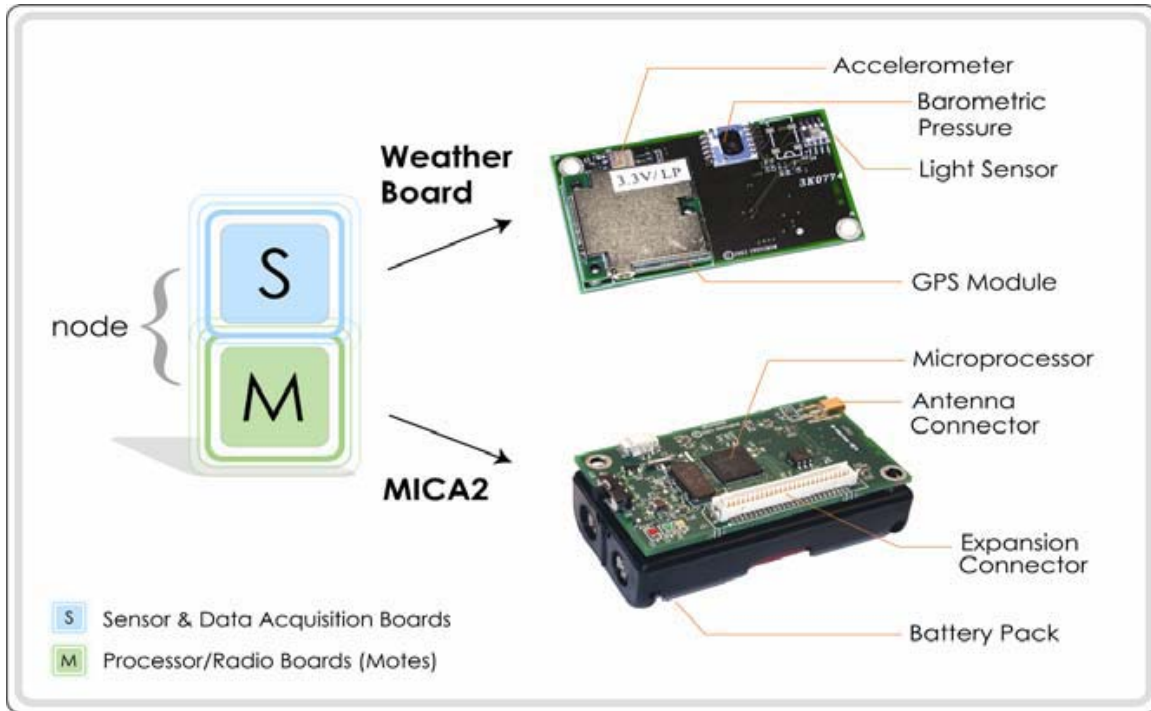 Accelerometer
Barometric
Pressure
Light Sensor
Weather
Board
3.3V/LP
3K0774
S
GPS Module
node
Microprocessor
M
Antenna
Connector
MICA2
Expansion
Connector
S Sensor & Data Acquisition Boards
Battery Pack
M Processor/Radio Boards (Motes)